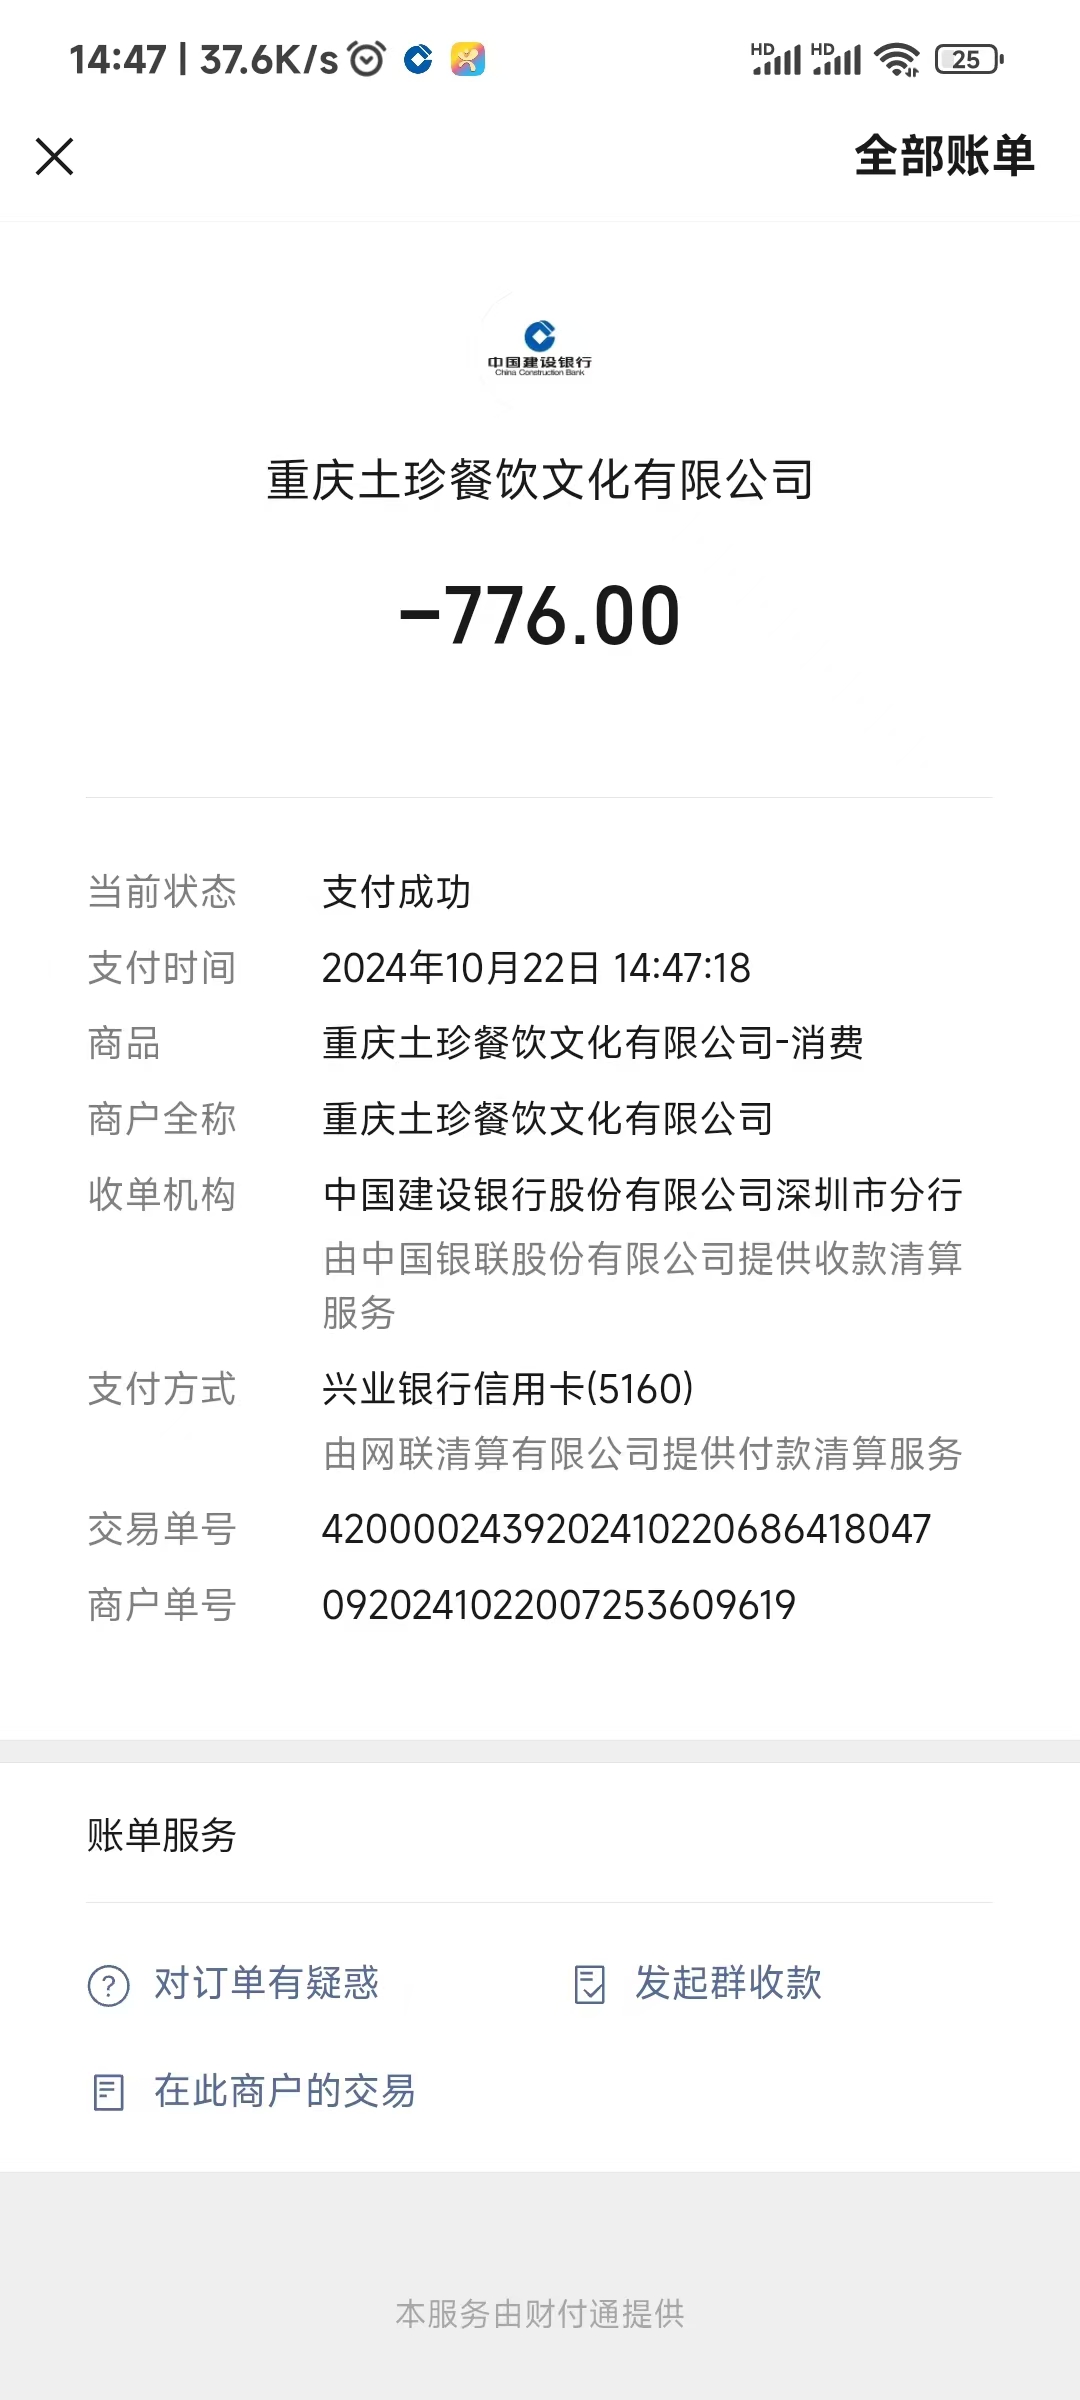 14:47 | 37.6K/s HD HD 25
全部账单
中国建设银行
China Construction Bank
重庆土珍餐饮文化有限公司
-776.00
当前状态 支付成功
支付时间 2024年10月22日 14:47:18
商品 重庆土珍餐饮文化有限公司-消费
商户全称 重庆土珍餐饮文化有限公司
收单机构 中国建设银行股份有限公司深圳市分行
由中国银联股份有限公司提供收款清算
服务
支付方式 兴业银行信用卡(5160)
由网联清算有限公司提供付款清算服务
交易单号 4200002439202410220686418047
商户单号 0920241022007253609619
账单服务
? 对订单有疑惑 发起群收款
在此商户的交易
本服务由财付通提供